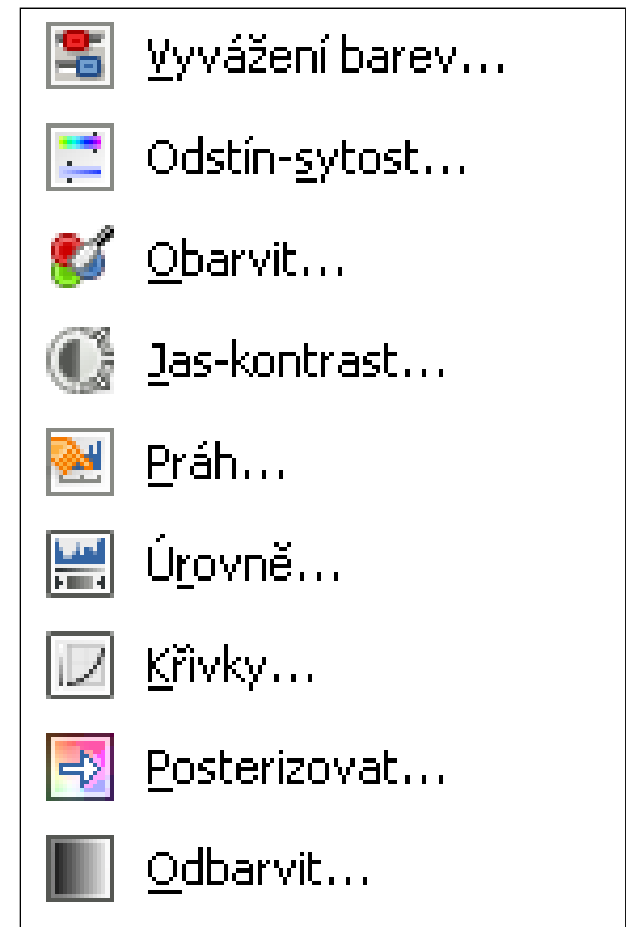 Vyvážení barev...
Odstín-sytost...
Obarvit...
Jas-kontrast...
Práh...
Úrovně...
Křivky...
Posterizovat...
Odbarvit...